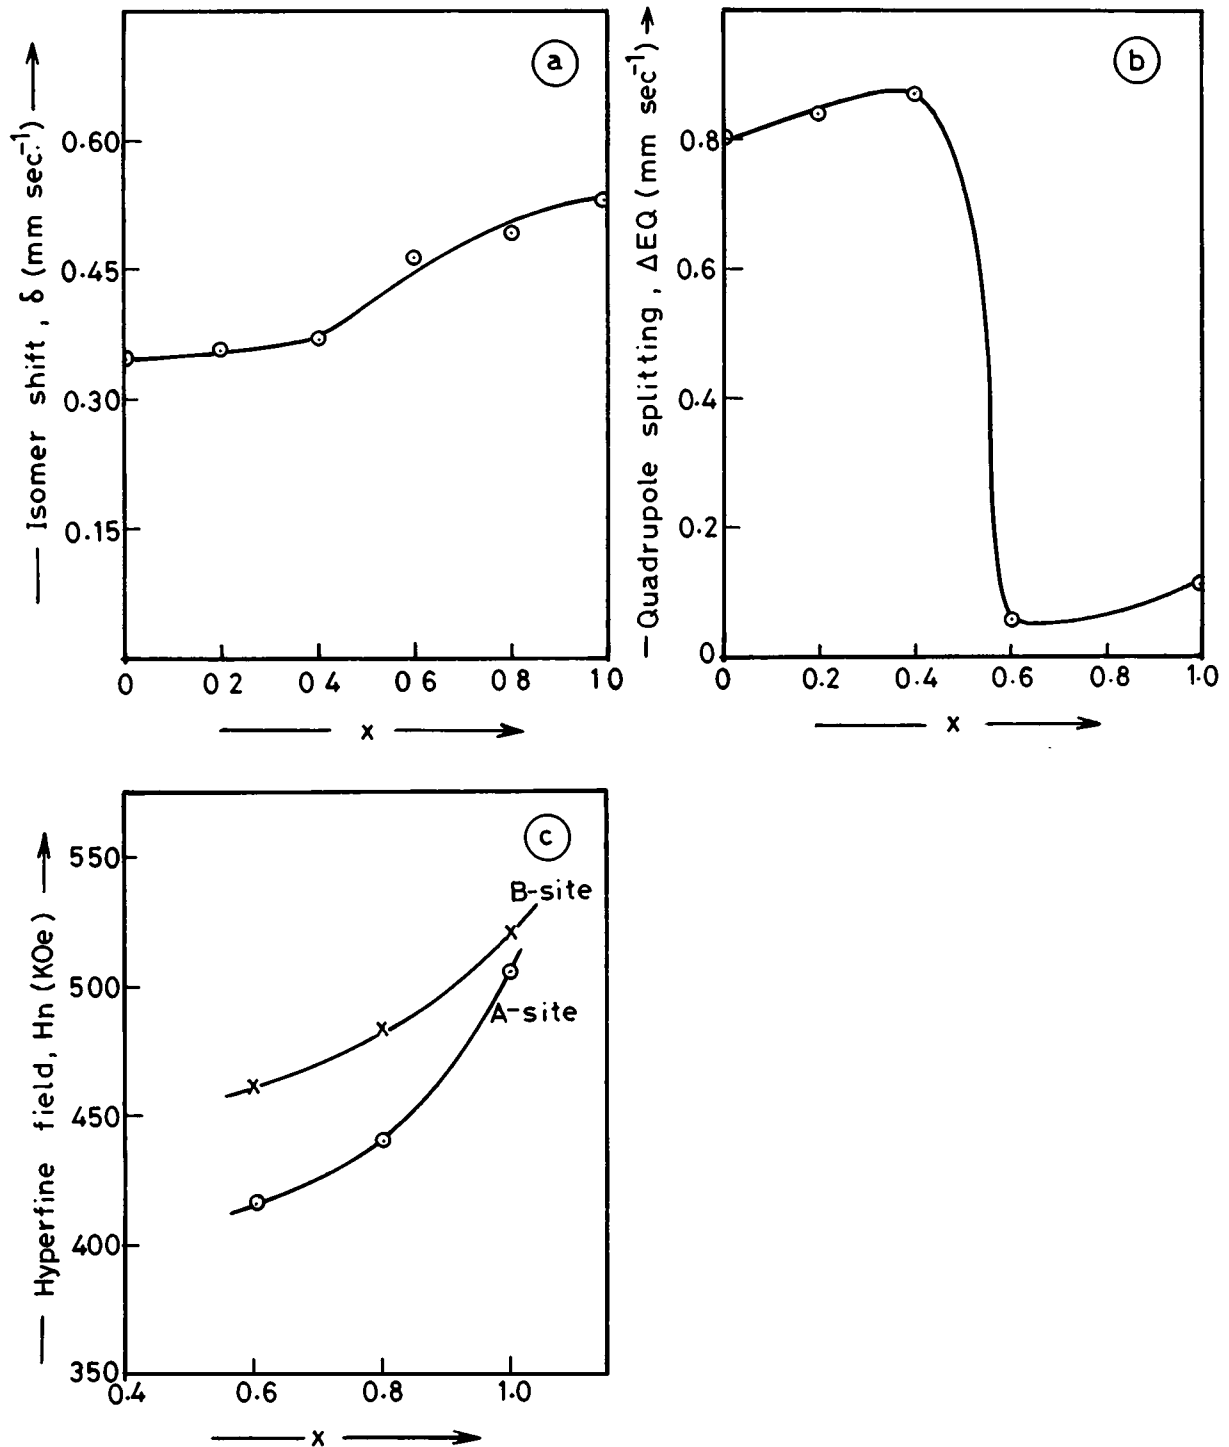 a
Isomer shift, δ (mm sec.⁻¹)
0.60
0.45
0.30
0.15
0 0 2 0 4 0 6 0 8 1 0
x
b
Quadrupole splitting, ΔEQ (mm sec⁻¹)
0.8
0.6
0.4
0.2
0
0 0.2 0.4 0.6 0.8 1.0
x
c
Hyperfine field, Hn (KOe)
550
500
450
400
350
B-site
A-site
0.4 0.6 0.8 1.0
x